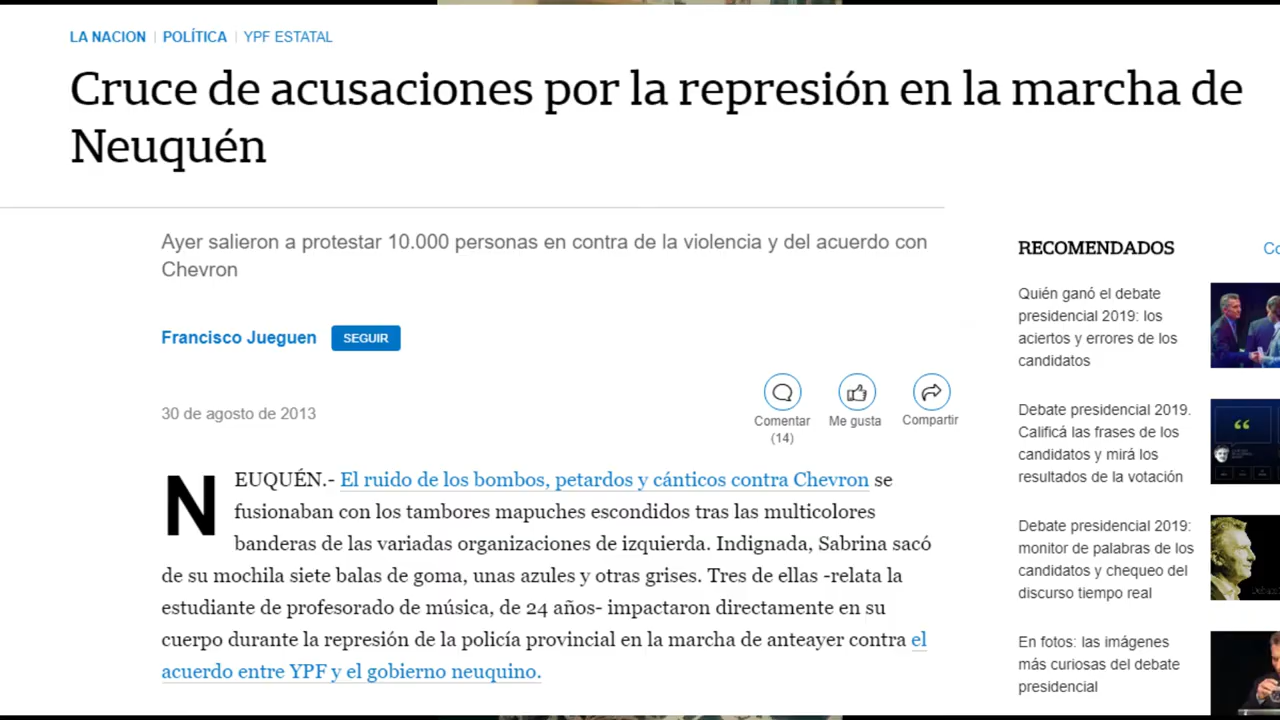 LA NACION | POLÍTICA | YPF ESTATAL
Cruce de acusaciones por la represión en la marcha de
Neuquén
Ayer salieron a protestar 10.000 personas en contra de la violencia y del acuerdo con
Chevron
Francisco Jueguen SEGUIR
30 de agosto de 2013
Comentar
(14)
Me gusta
Compartir
NEUQUÉN.- El ruido de los bombos, petardos y cánticos contra Chevron se
fusionaban con los tambores mapuches escondidos tras las multicolores
banderas de las variadas organizaciones de izquierda. Indignada, Sabrina sacó
de su mochila siete balas de goma, unas azules y otras grises. Tres de ellas -relata la
estudiante de profesorado de música, de 24 años- impactaron directamente en su
cuerpo durante la represión de la policía provincial en la marcha de anteayer contra el
acuerdo entre YPF y el gobierno neuquino.
RECOMENDADOS
Quién ganó el debate
presidencial 2019: los
aciertos y errores de los
candidatos
Debate presidencial 2019.
Calificá las frases de los
candidatos y mirá los
resultados de la votación
Debate presidencial 2019:
monitor de palabras de los
candidatos y chequeo del
discurso tiempo real
En fotos: las imágenes
más curiosas del debate
presidencial